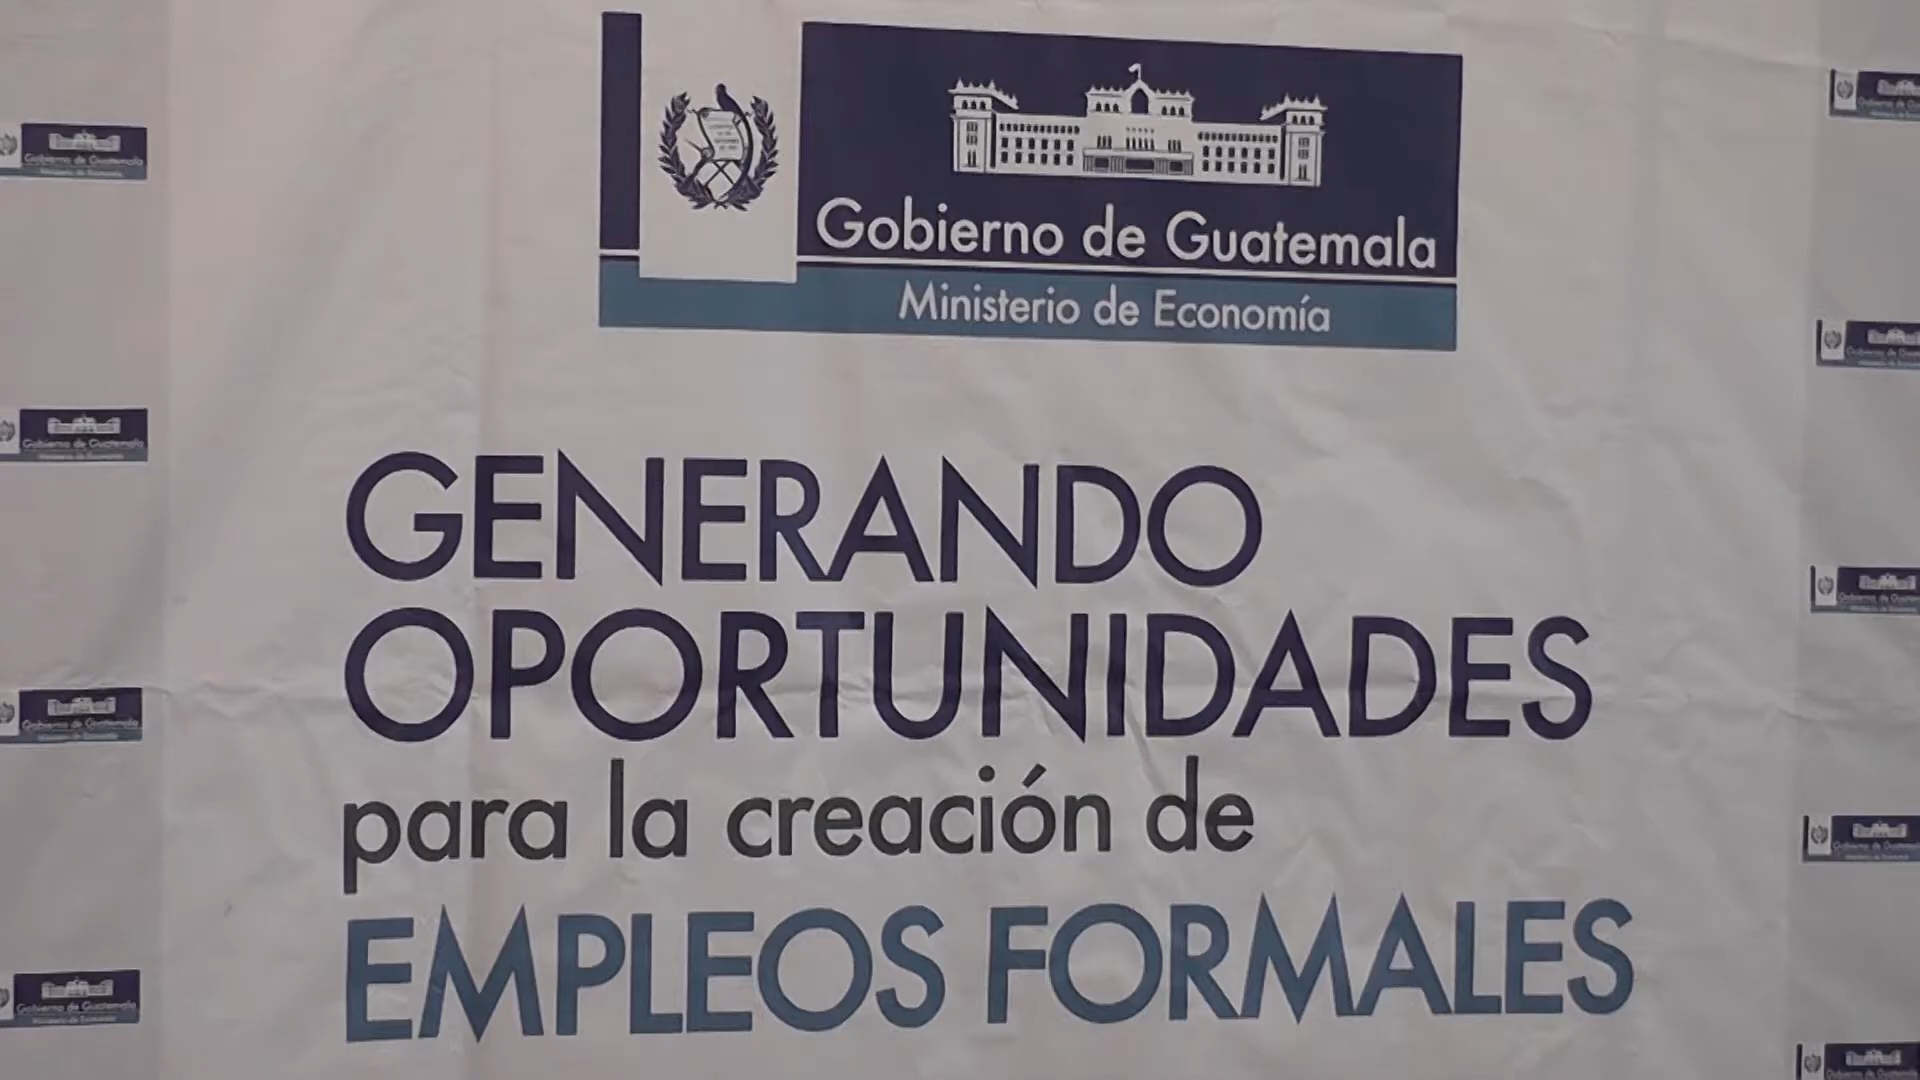 Gobierno de Guatemala
Ministerio de Economía
GENERANDO
OPORTUNIDADES
para la creación de
EMPLEOS FORMALES
Gobierno de Guatemala
Gobierno de Guatemala
Gobierno de Guatemala
Gobierno de Guatemala